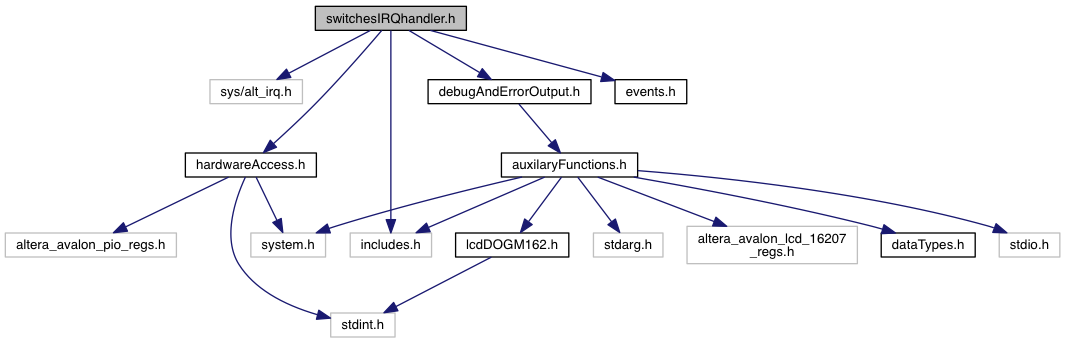 switchesIRQhandler.h
sys/alt_irq.h
debugAndErrorOutput.h
events.h
hardwareAccess.h
auxilaryFunctions.h
altera_avalon_pio_regs.h
system.h
includes.h
lcdDOGM162.h
stdarg.h
altera_avalon_lcd_16207
_regs.h
dataTypes.h
stdio.h
stdint.h